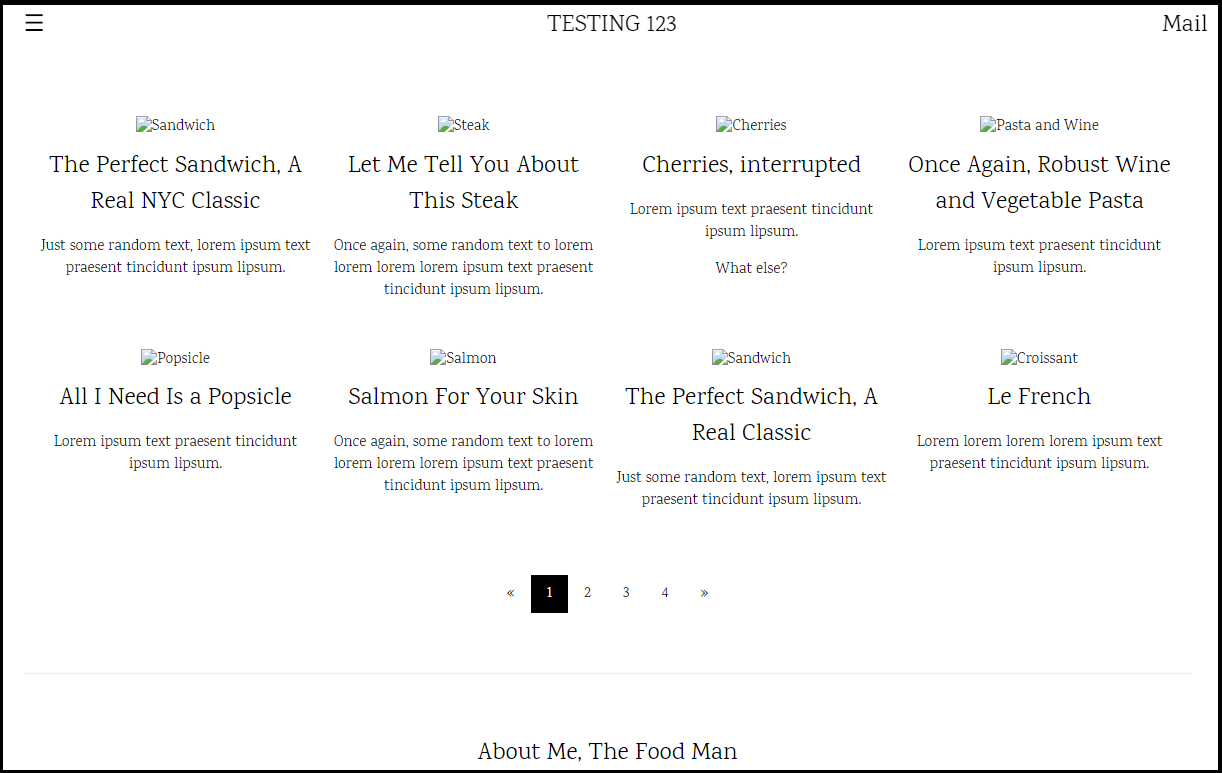 ☰ TESTING 123 Mail
Sandwich Steak Cherries Pasta and Wine
The Perfect Sandwich, A
Real NYC Classic
Just some random text, lorem ipsum text
praesent tincidunt ipsum lipsum.
Let Me Tell You About
This Steak
Once again, some random text to lorem
lorem lorem lorem ipsum text praesent
tincidunt ipsum lipsum.
Cherries, interrupted
Lorem ipsum text praesent tincidunt
ipsum lipsum.
What else?
Once Again, Robust Wine
and Vegetable Pasta
Lorem ipsum text praesent tincidunt
ipsum lipsum.
Popsicle Salmon Sandwich Croissant
All I Need Is a Popsicle
Lorem ipsum text praesent tincidunt
ipsum lipsum.
Salmon For Your Skin
Once again, some random text to lorem
lorem lorem lorem ipsum text praesent
tincidunt ipsum lipsum.
The Perfect Sandwich, A
Real Classic
Just some random text, lorem ipsum text
praesent tincidunt ipsum lipsum.
Le French
Lorem lorem lorem lorem ipsum text
praesent tincidunt ipsum lipsum.
« 1 2 3 4 »
About Me, The Food Man